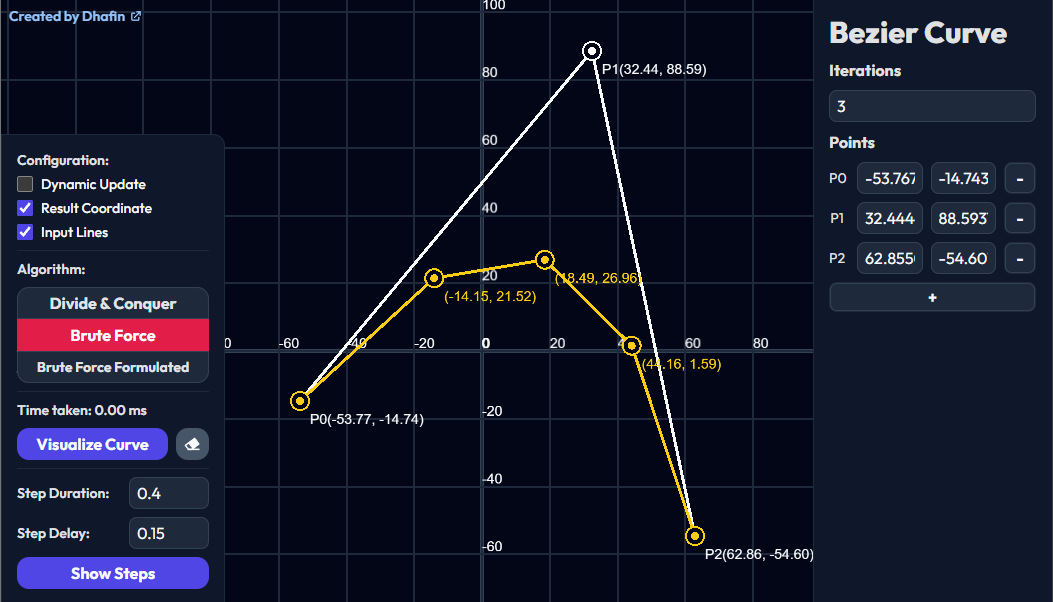 Created by Dhafin
Configuration:
Dynamic Update
Result Coordinate
Input Lines
Algorithm:
Divide & Conquer
Brute Force
Brute Force Formulated
Time taken: 0.00 ms
Visualize Curve
Step Duration: 0.4
Step Delay: 0.15
Show Steps
100
80
60
40
20
0 -60 -40 -20 0 20 40 60 80
-20
-40
-60
P1(32.44, 88.59)
(18.49, 26.96)
(-14.15, 21.52)
(44.16, 1.59)
P0(-53.77, -14.74)
P2(62.86, -54.60)
Bezier Curve
Iterations
3
Points
P0 -53.767 -14.743 -
P1 32.444 88.593 -
P2 62.855 -54.60 -
+